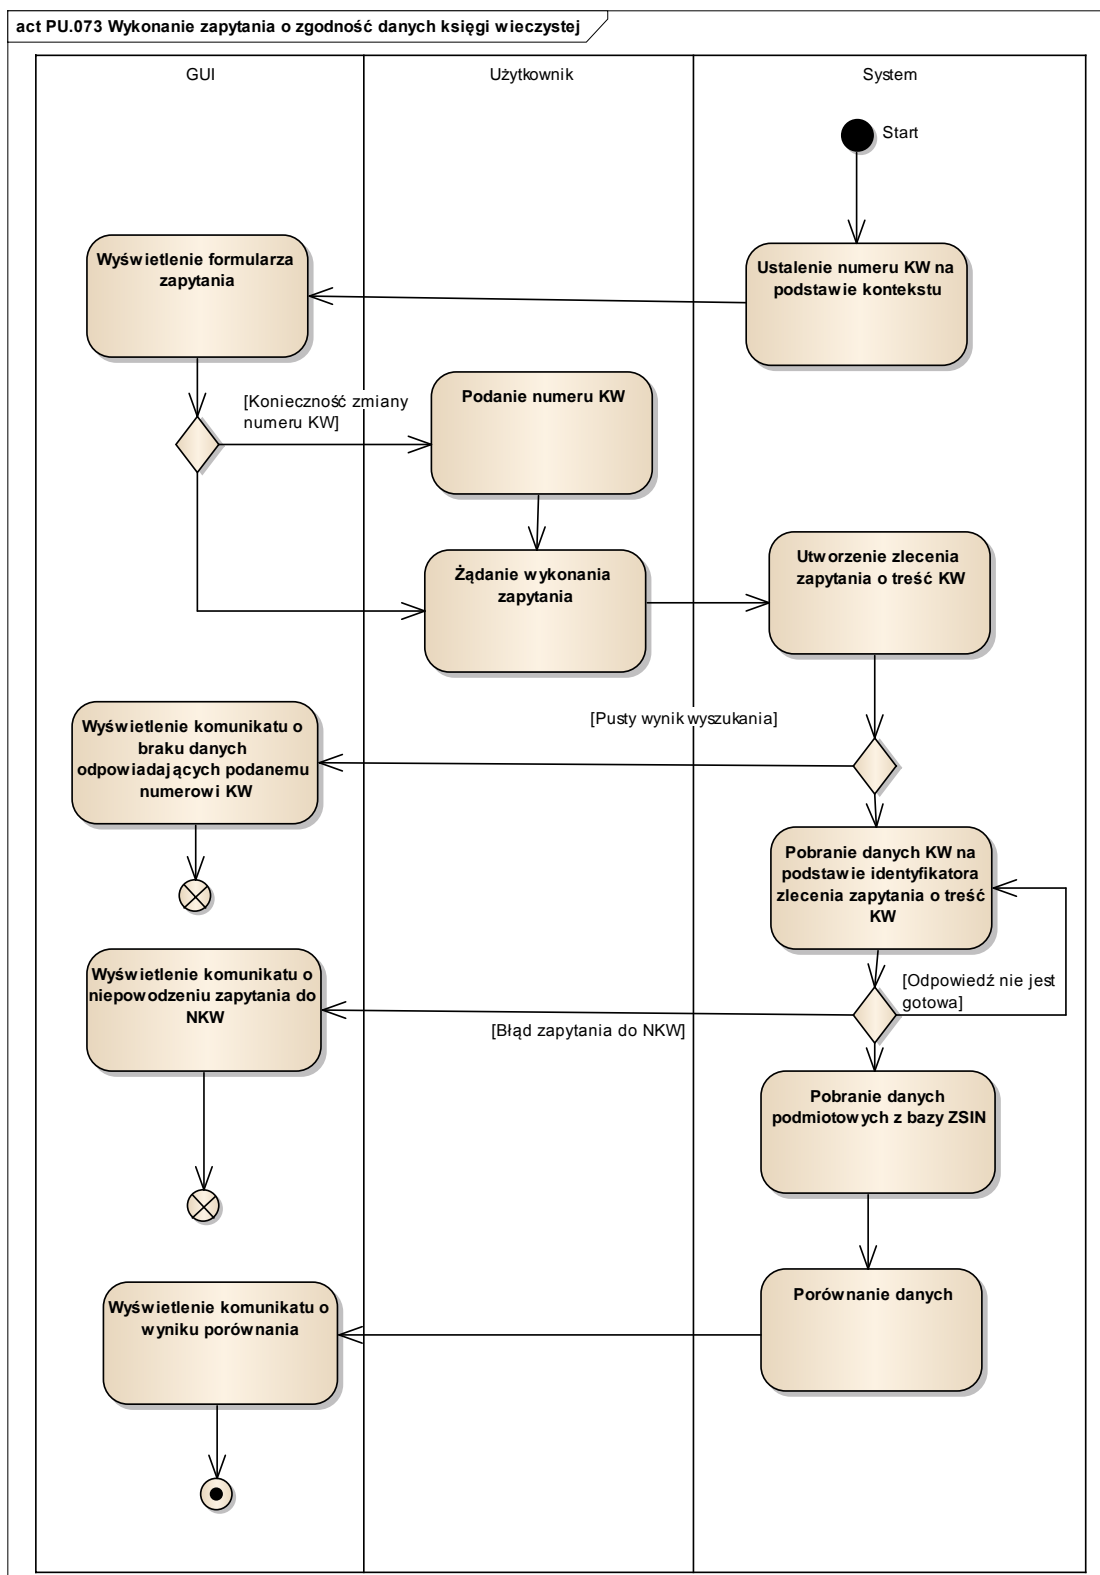 act PU.073 Wykonanie zapytania o zgodność danych księgi wieczystej
GUI
Użytkownik
System
Start
Wyświetlenie formularza
zapytania
Ustalenie numeru KW na
podstawie kontekstu
[Konieczność zmiany
numeru KW]
Podanie numeru KW
Żądanie wykonania
zapytania
Utworzenie zlecenia
zapytania o treść KW
[Pusty wynik wyszukania]
Wyświetlenie komunikatu o
braku danych
odpowiadających podanemu
numerowi KW
Pobranie danych KW na
podstawie identyfikatora
zlecenia zapytania o treść
KW
[Odpowiedź nie jest
gotowa]
Wyświetlenie komunikatu o
niepowodzeniu zapytania do
NKW
[Błąd zapytania do NKW]
Pobranie danych
podmiotowych z bazy ZSIN
Wyświetlenie komunikatu o
wyniku porównania
Porównanie danych